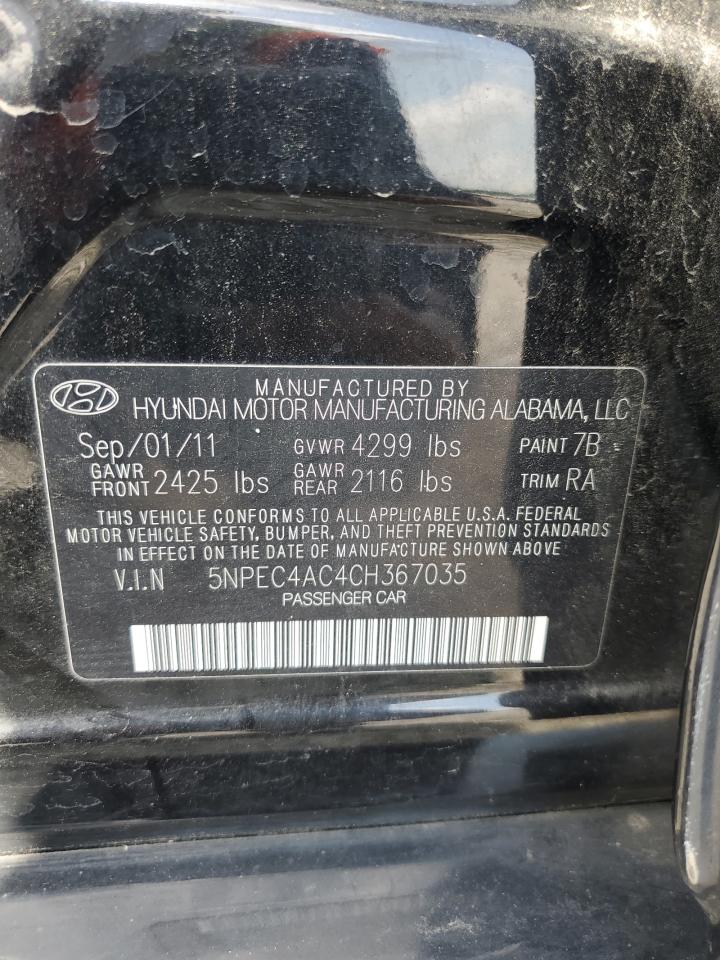 MANUFACTURED BY
HYUNDAI MOTOR MANUFACTURING ALABAMA, LLC
Sep/01/11 GVWR 4299 lbs PAINT 7B
GAWR FRONT 2425 lbs GAWR REAR 2116 lbs TRIM RA
THIS VEHICLE CONFORMS TO ALL APPLICABLE U.S.A. FEDERAL
MOTOR VEHICLE SAFETY, BUMPER, AND THEFT PREVENTION STANDARDS
IN EFFECT ON THE DATE OF MANUFACTURE SHOWN ABOVE
V.I.N 5NPEC4AC4CH367035
PASSENGER CAR